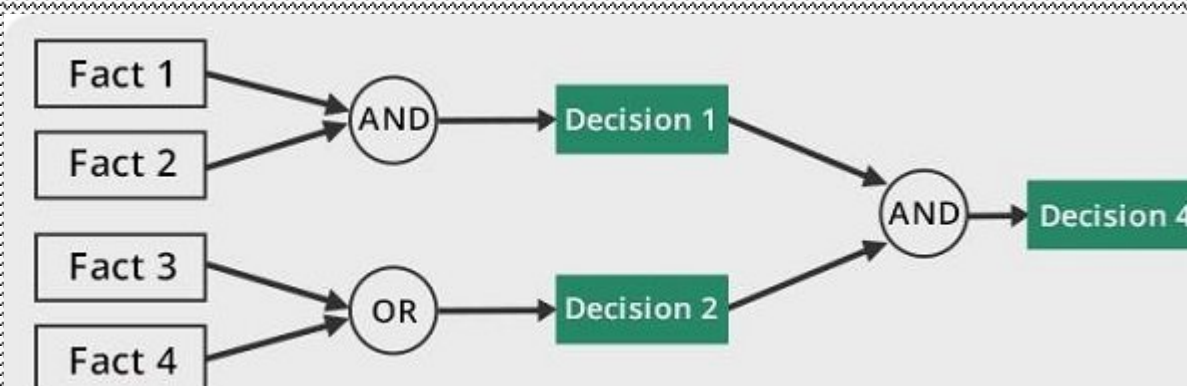 Fact 1
Fact 2
AND
Decision 1
Fact 3
Fact 4
OR
Decision 2
AND
Decision 4